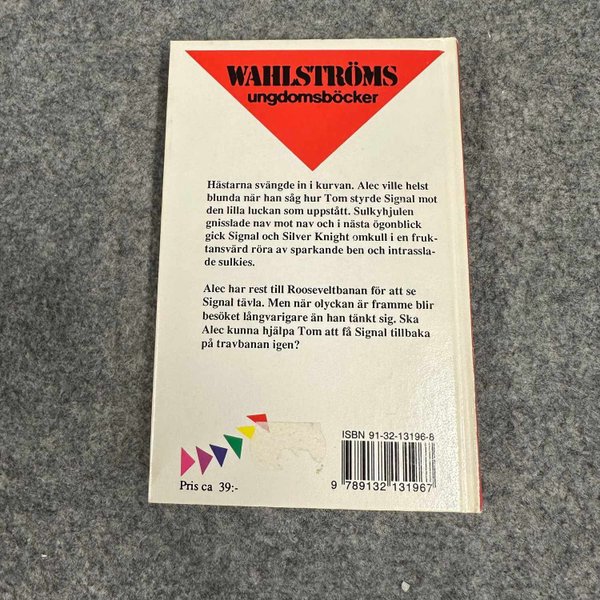 WAHLSTRÖMS
ungdomsböcker
Hästarna svängde in i kurvan. Alec ville helst
blunda när han såg hur Tom styrde Signal mot
den lilla luckan som uppstått. Sulkyhjulen
gnisslade nav mot nav och i nästa ögonblick
gick Signal och Silver Knight omkull i en fruk-
tansvärd röra av sparkande ben och intrassla-
de sulkies.
Alec har rest till Rooseveltbanan för att se
Signal tävla. Men när olyckan är framme blir
besöket långvarigare än han tänkt sig. Ska
Alec kunna hjälpa Tom att få Signal tillbaka
på travbanan igen?
ISBN 91-32-13196-8
9 789132 131967
Pris ca 39:-